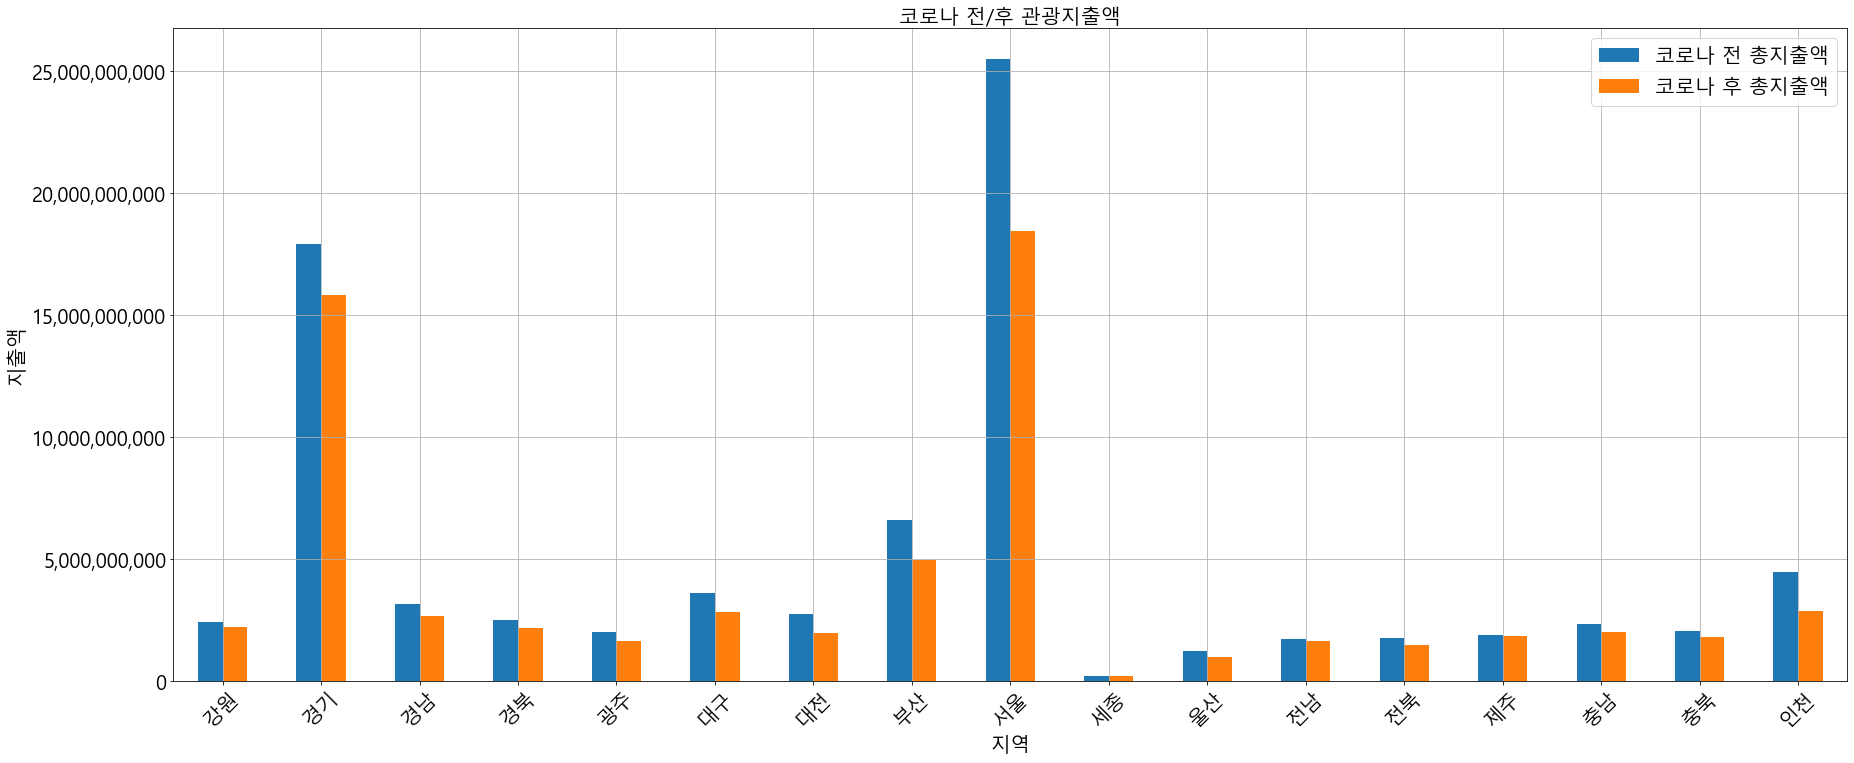 코로나 전/후 관광지출액
코로나 전 총지출액
코로나 후 총지출액
25,000,000,000
20,000,000,000
15,000,000,000
10,000,000,000
5,000,000,000
0
지출액
강원 경기 경남 경북 광주 대구 대전 부산 서울 세종 울산 전남 전북 제주 충남 충북 인천
지역